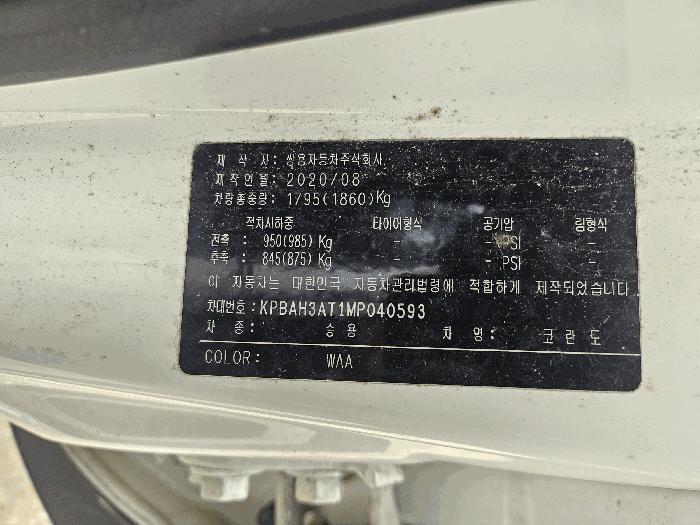 제 작 사 : 쌍용자동차주식회사
제작연월 : 2020/08
차량총중량 : 1795(1860)Kg
적차시하중 타이어형식 공기압 림형식
전축 : 950(985) Kg - - PSI -
후축 : 845(875) Kg - - PSI -
이 자동차는 대한민국 자동차관리법령에 적합하게 제작되었습니다
차대번호 : KPBAH3AT1MP040593
차 종 : 승 용 차 명 : 코 란 도
COLOR : WAA